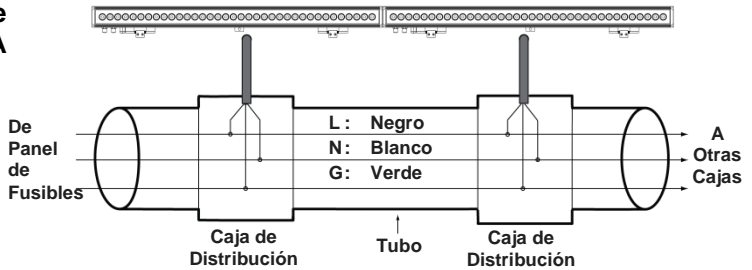 e
A
De
Panel
de
Fusibles
L : Negro
N: Blanco
G: Verde
A
Otras
Cajas
Caja de
Distribución
Tubo
Caja de
Distribución